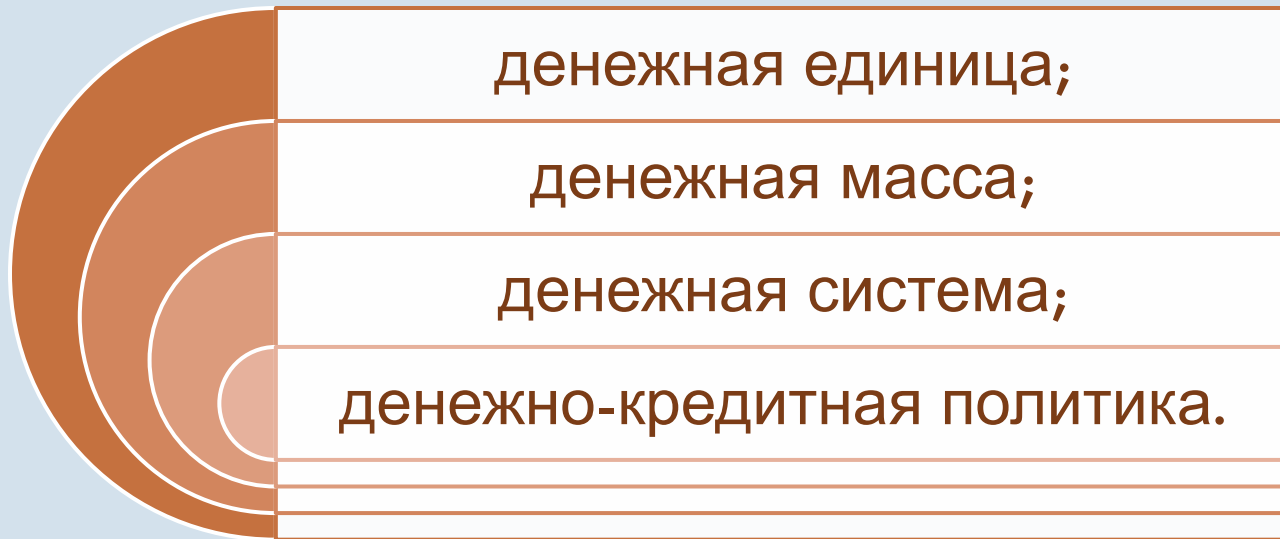 денежная единица;
денежная масса;
денежная система;
денежно-кредитная политика.